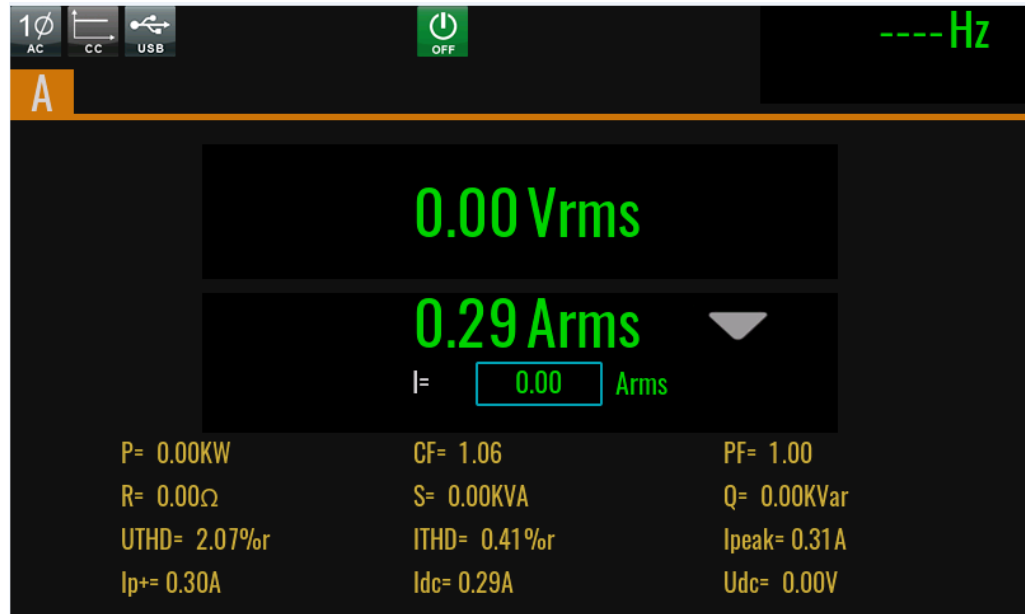 1Ø
AC
CC
USB
OFF
----Hz
A
0.00 Vrms
0.29 Arms
I= 0.00 Arms
P= 0.00KW CF= 1.06 PF= 1.00
R= 0.00Ω S= 0.00KVA Q= 0.00KVar
UTHD= 2.07%r ITHD= 0.41%r Ipeak= 0.31A
Ip+= 0.30A Idc= 0.29A Udc= 0.00V